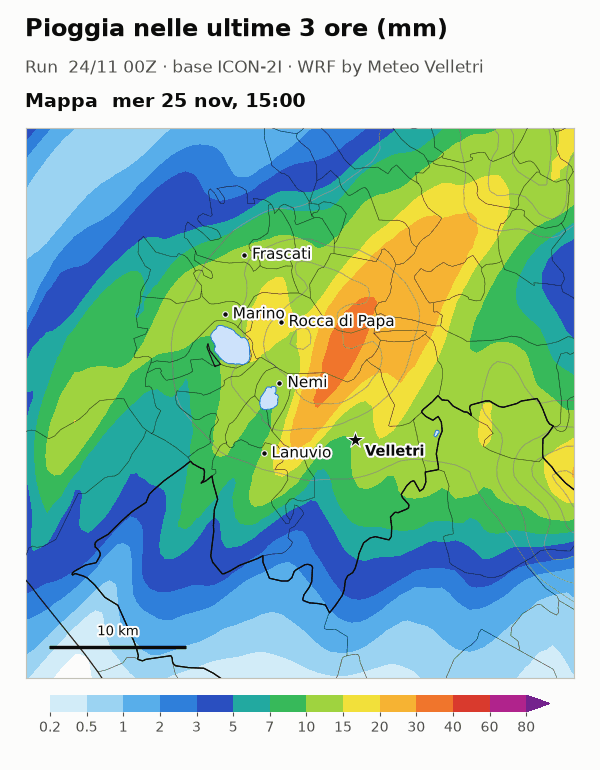 Pioggia nelle ultime 3 ore (mm)
Run  24/11 00Z · base ICON-2I · WRF by Meteo Velletri
Mappa  mer 25 nov, 15:00
Frascati
Marino
Rocca di Papa
Nemi
Velletri
Lanuvio
10 km
0.2 0.5 1 2 3 5 7 10 15 20 30 40 60 80